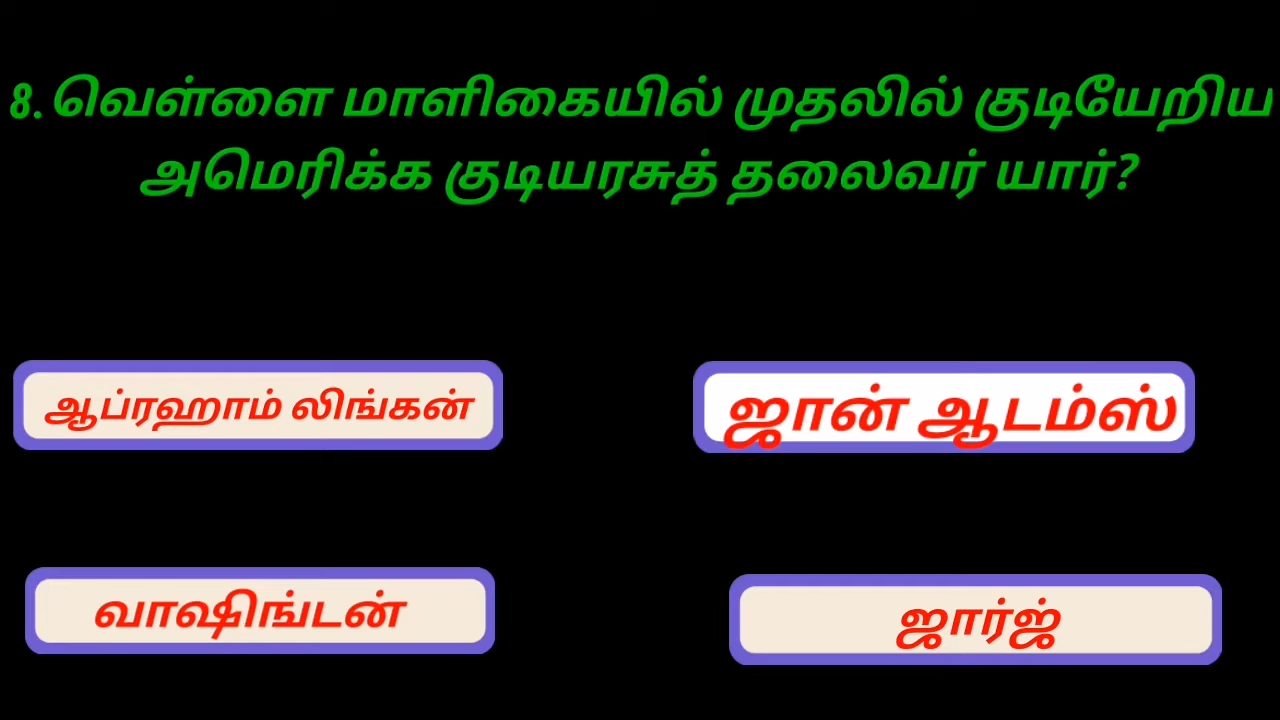 8. வெள்ளை மாளிகையில் முதலில் குடியேறிய
அமெரிக்க குடியரசுத் தலைவர் யார்?
ஆப்ரஹாம் லிங்கன்
ஜான் ஆடம்ஸ்
வாஷிங்டன்
ஜார்ஜ்